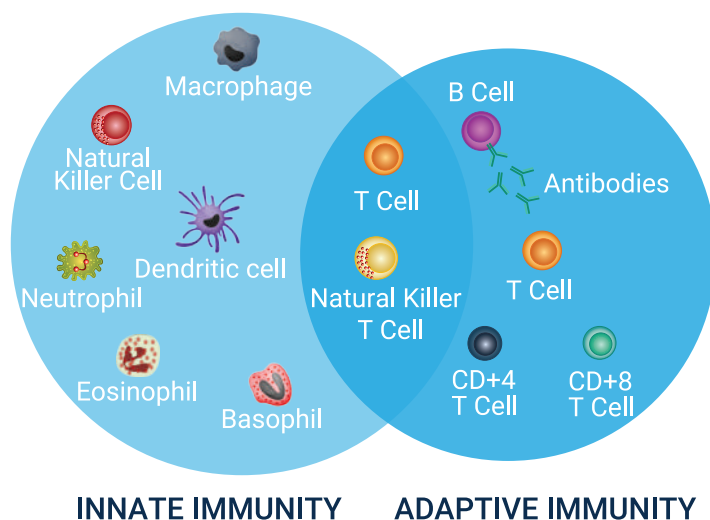 Macrophage
Natural
Killer Cell
Dendritic cell
Neutrophil
Eosinophil
Basophil
T Cell
Natural Killer
T Cell
B Cell
Antibodies
T Cell
CD+4
T Cell
CD+8
T Cell
INNATE IMMUNITY
ADAPTIVE IMMUNITY